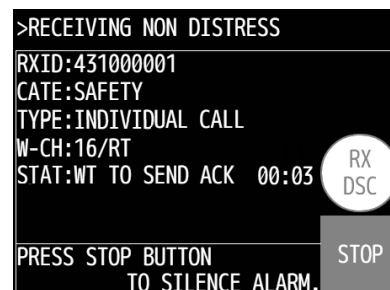 >RECEIVING NON DISTRESS
RXID:431000001
CATE:SAFETY
TYPE:INDIVIDUAL CALL
W-CH:16/RT
STAT:WT TO SEND ACK 00:03
RX
DSC
PRESS STOP BUTTON
TO SILENCE ALARM.
STOP